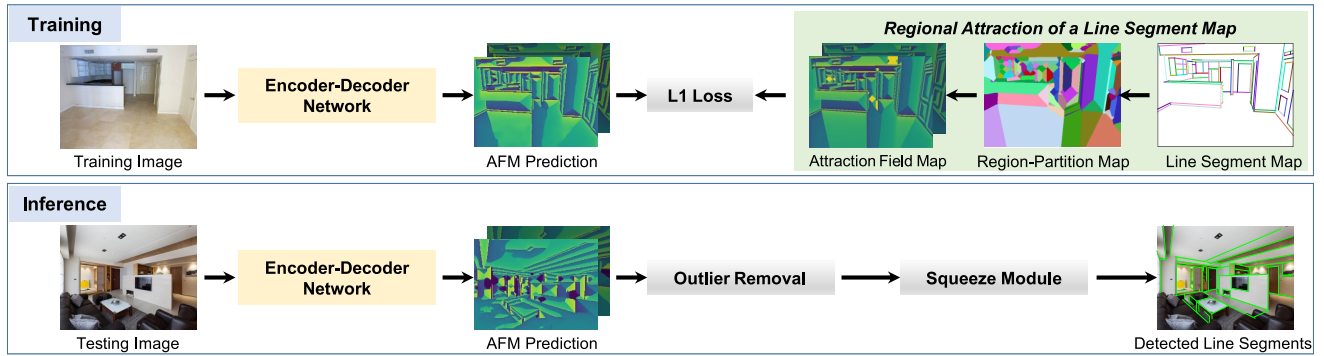 Training
Regional Attraction of a Line Segment Map
Encoder-Decoder
Network
L1 Loss
Training Image
AFM Prediction
Attraction Field Map
Region-Partition Map
Line Segment Map
Inference
Encoder-Decoder
Network
Outlier Removal
Squeeze Module
Testing Image
AFM Prediction
Detected Line Segments